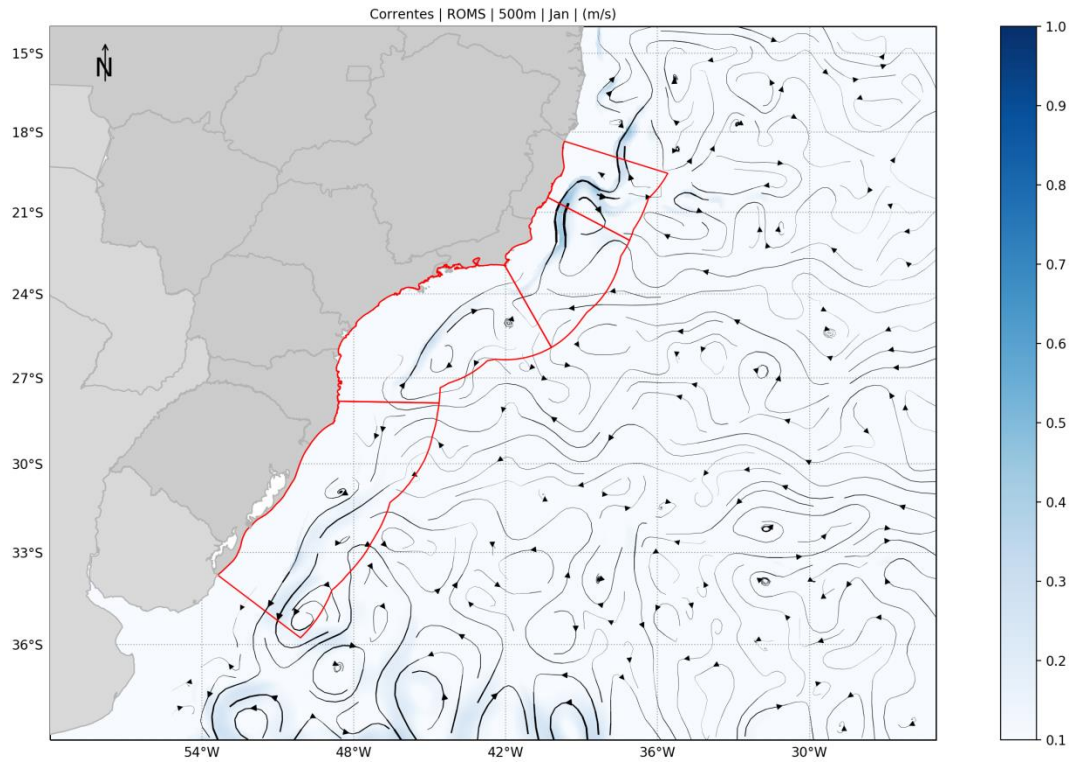 Correntes | ROMS | 500m | Jan | (m/s)
N
15°S
18°S
21°S
24°S
27°S
30°S
33°S
36°S
54°W
48°W
42°W
36°W
30°W
1.0
0.9
0.8
0.7
0.6
0.5
0.4
0.3
0.2
0.1